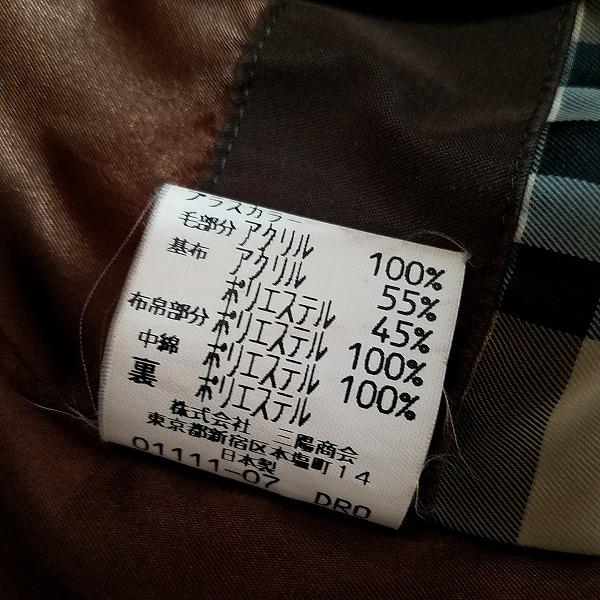 アラスカラー
毛部分 アクリル 100%
基布 アクリル 55%
ポリエステル 45%
布帛部分 ポリエステル 100%
中綿 ポリエステル 100%
裏 ポリエステル
株式会社 三陽商会
東京都新宿区本塩町14
日本製
01111-07 DRD